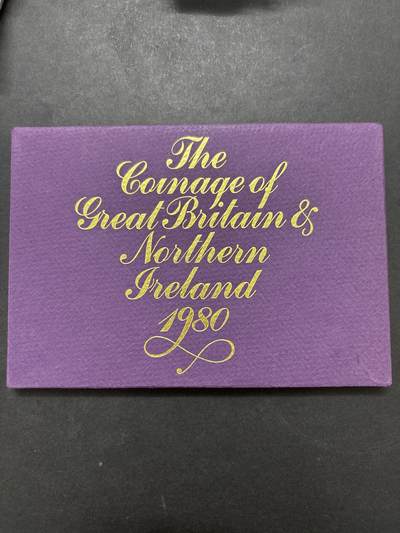 The
Coinage of
Great Britain &
Northern
Ireland
1980